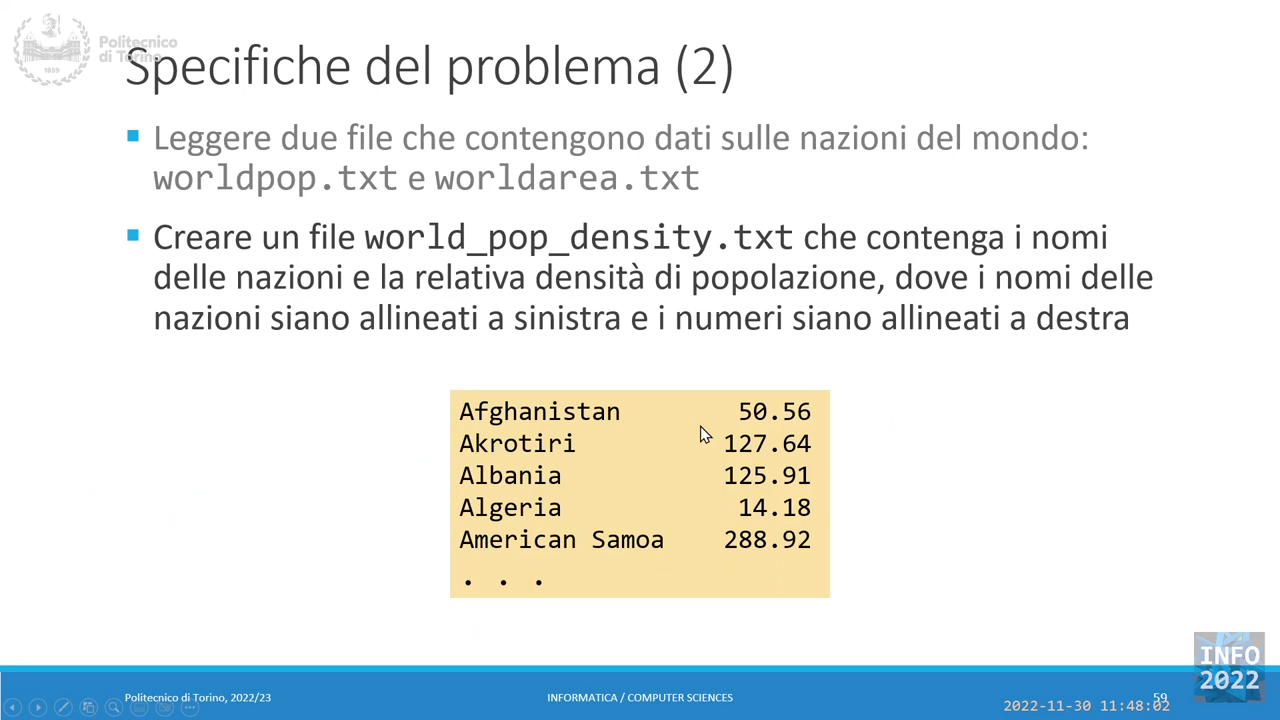 Politecnico
di Torino
1859
Specifiche del problema (2)
Leggere due file che contengono dati sulle nazioni del mondo:
worldpop.txt e worldarea.txt
Creare un file world_pop_density.txt che contenga i nomi
delle nazioni e la relativa densità di popolazione, dove i nomi delle
nazioni siano allineati a sinistra e i numeri siano allineati a destra
Afghanistan 50.56
Akrotiri 127.64
Albania 125.91
Algeria 14.18
American Samoa 288.92
. . .
INFO
2022
Politecnico di Torino, 2022/23
INFORMATICA / COMPUTER SCIENCES
59
2022-11-30 11:48:02